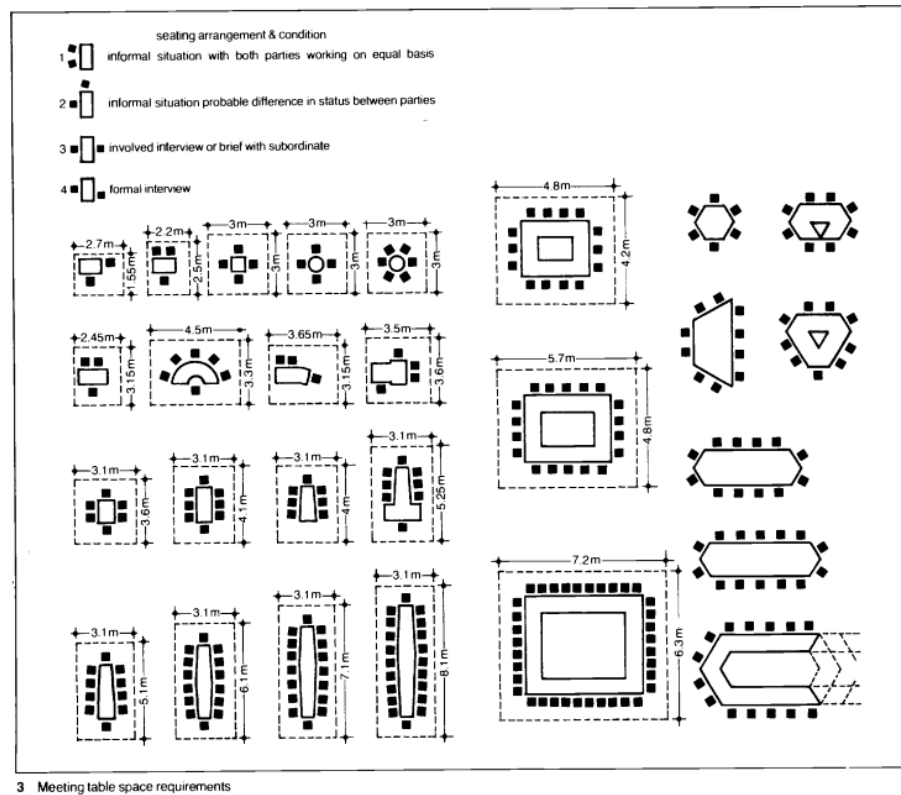 seating arrangement & condition
1 informal situation with both parties working on equal basis
2 informal situation probable difference in status between parties
3 involved interview or brief with subordinate
4 formal interview
4.8m
4.2m
2.7m
1.55m
2.2m
2.5m
3m
3m
3m
3m
3m
3m
2.45m
3.15m
4.5m
3.3m
3.65m
3.15m
3.5m
3.6m
5.7m
4.8m
3.1m
3.6m
3.1m
4.1m
3.1m
4m
3.1m
5.25m
7.2m
6.3m
3.1m
5.1m
3.1m
6.1m
3.1m
7.1m
3.1m
8.1m
3 Meeting table space requirements